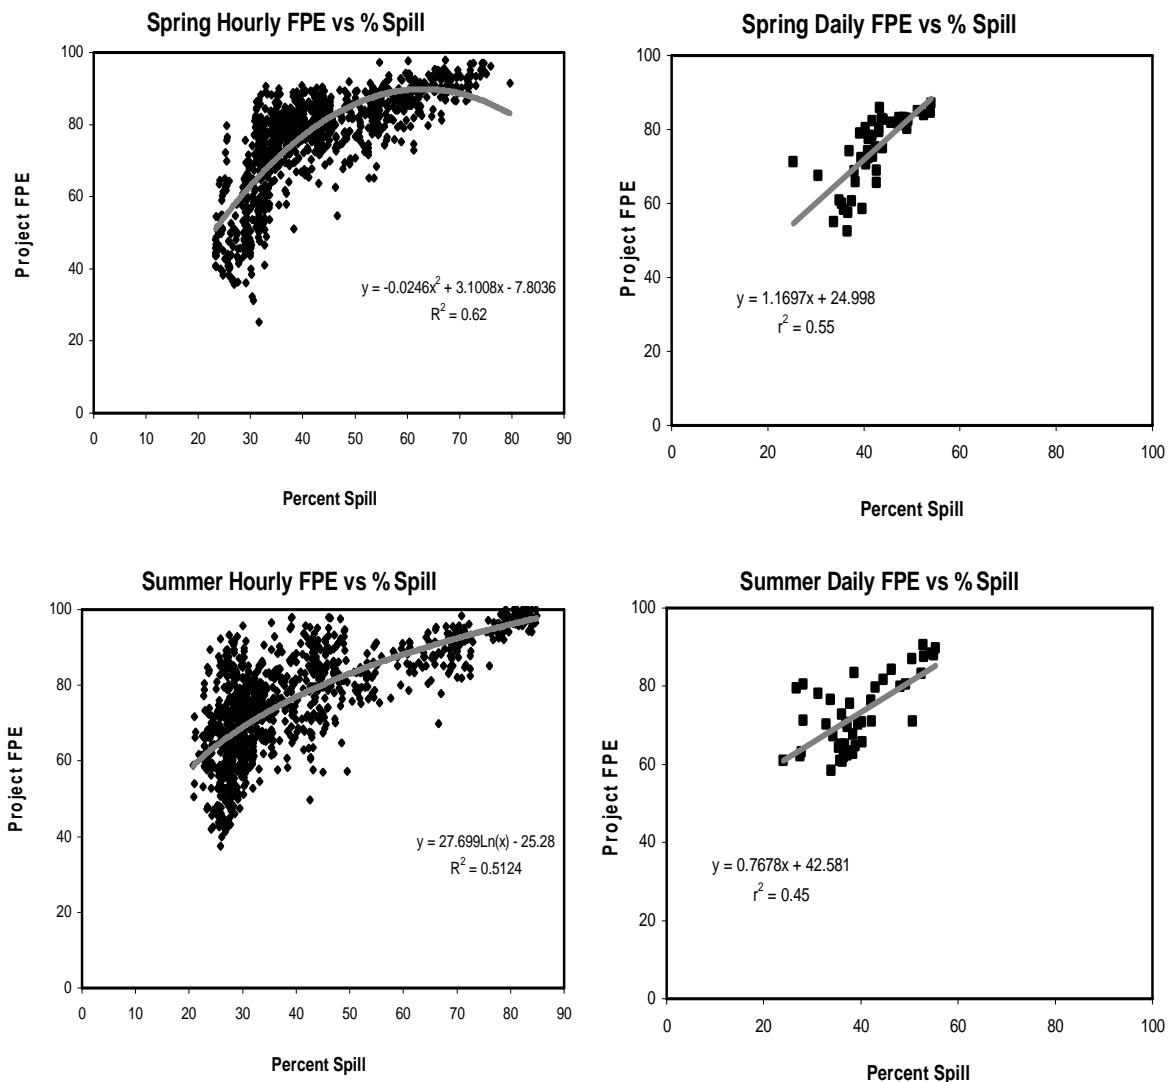 Spring Hourly FPE vs % Spill
100
80
60
40
20
0
Project FPE
y = -0.0246x² + 3.1008x - 7.8036
R² = 0.62
0 10 20 30 40 50 60 70 80 90
Percent Spill
Spring Daily FPE vs % Spill
100
80
60
40
20
0
Project FPE
y = 1.1697x + 24.998
r² = 0.55
0 20 40 60 80 100
Percent Spill
Summer Hourly FPE vs % Spill
100
80
60
40
20
0
Project FPE
y = 27.699Ln(x) - 25.28
R² = 0.5124
0 10 20 30 40 50 60 70 80 90
Percent Spill
Summer Daily FPE vs % Spill
100
80
60
40
20
0
Project FPE
y = 0.7678x + 42.581
r² = 0.45
0 20 40 60 80 100
Percent Spill